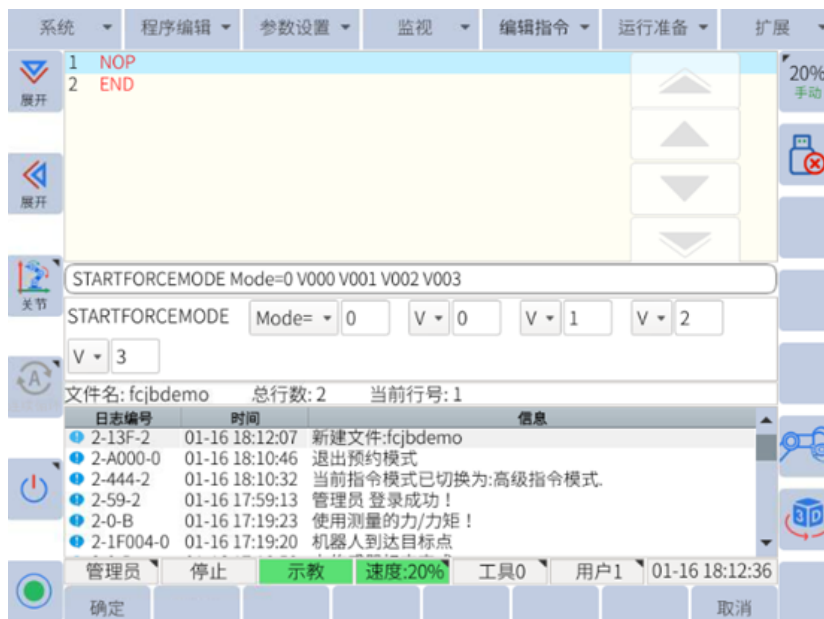 系统 程序编辑 参数设置 监视 编辑指令 运行准备 扩展
展开
展开
关节
1 NOP
2 END
20%
手动
STARTFORCEMODE Mode=0 V000 V001 V002 V003
STARTFORCEMODE Mode= 0 V 0 V 1 V 2
V 3
文件名: fcjbdemo 总行数: 2 当前行号: 1
日志编号 时间 信息
2-13F-2 01-16 18:12:07 新建文件:fcjbdemo
2-A000-0 01-16 18:10:46 退出预约模式
2-444-2 01-16 18:10:32 当前指令模式已切换为:高级指令模式.
2-59-2 01-16 17:59:13 管理员 登录成功！
2-0-B 01-16 17:19:23 使用测量的力/力矩！
2-1F004-0 01-16 17:19:20 机器人到达目标点
管理员 停止 示教 速度:20% 工具0 用户1 01-16 18:12:36
确定 取消
A
3D